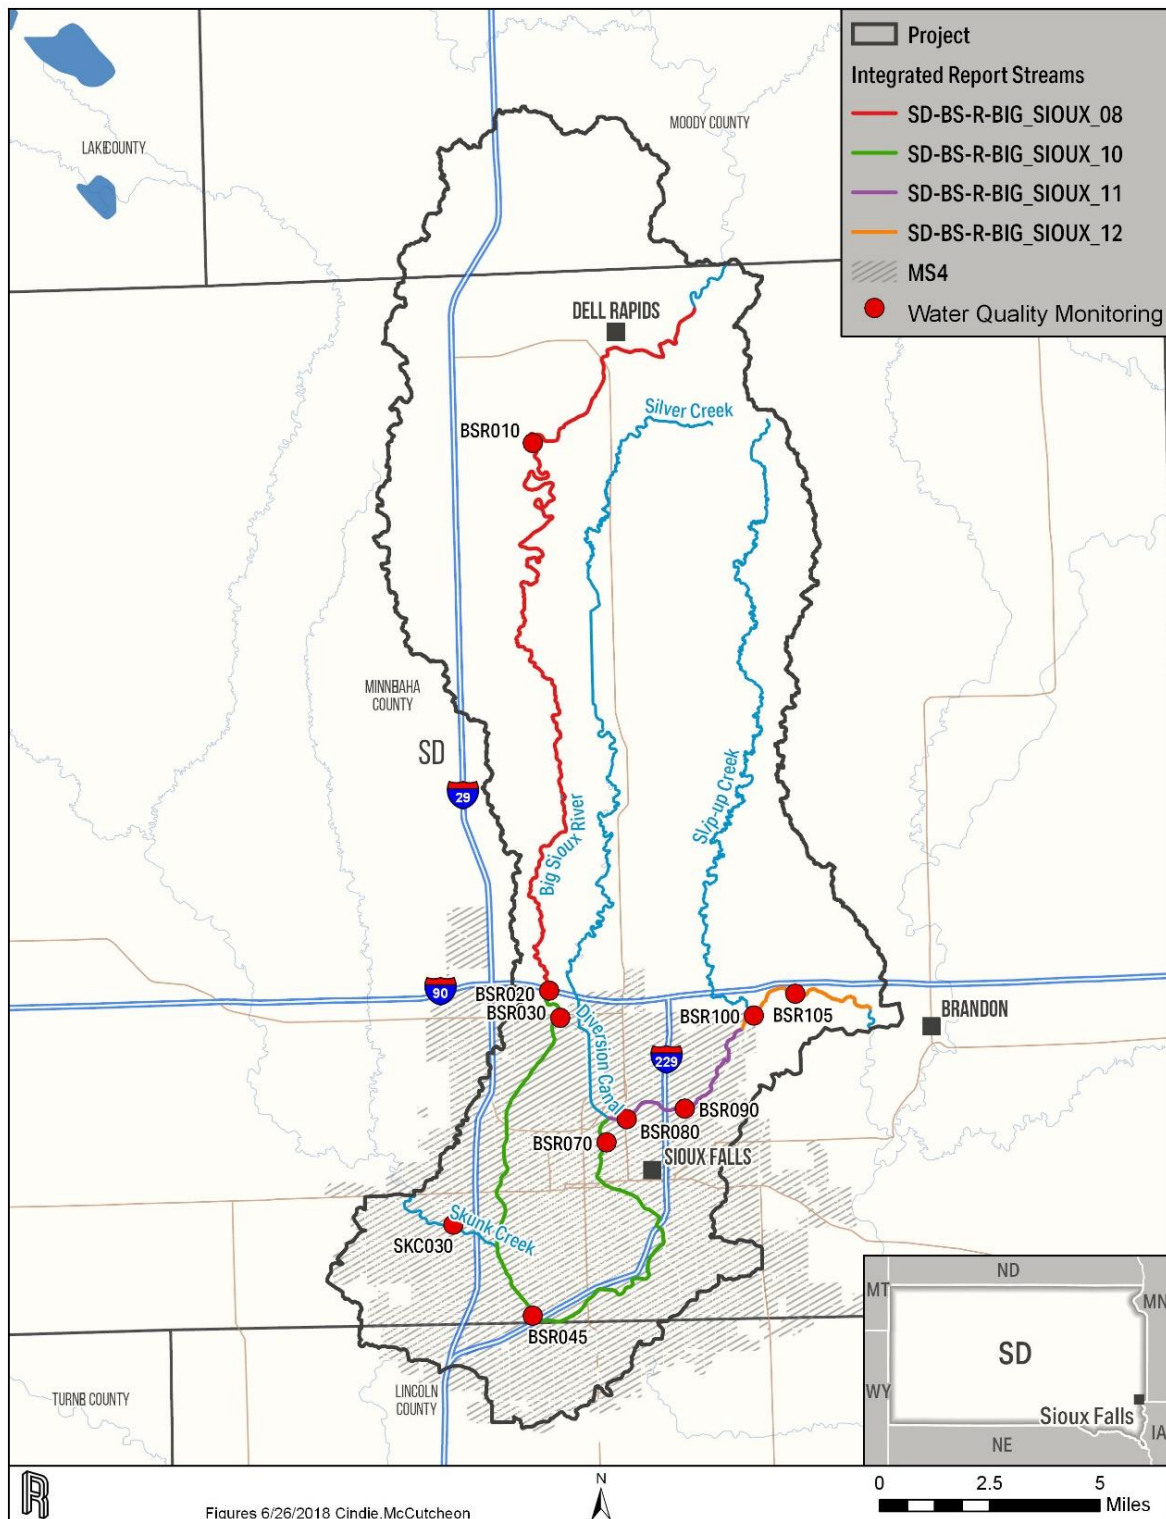 Project
Integrated Report Streams
SD-BS-R-BIG_SIOUX_08
SD-BS-R-BIG_SIOUX_10
SD-BS-R-BIG_SIOUX_11
SD-BS-R-BIG_SIOUX_12
MS4
Water Quality Monitoring
MOODY COUNTY
LAKECOUNTY
DELL RAPIDS
Silver Creek
BSR010
MINNEAHA
COUNTY
SD
29
Big Sioux River
Slip-up Creek
90
BSR020
BSR030
Diversion Canal
BSR100
BSR105
BRANDON
229
BSR090
BSR080
BSR070
SIOUX FALLS
Skunk Creek
SKC030
BSR045
TURNE COUNTY
LINCOLN
COUNTY
ND
MT
MN
SD
WY
Sioux Falls
IA
NE
N
0 2.5 5
Miles
R
Figures 6/26/2018 Cindie.McCutcheon